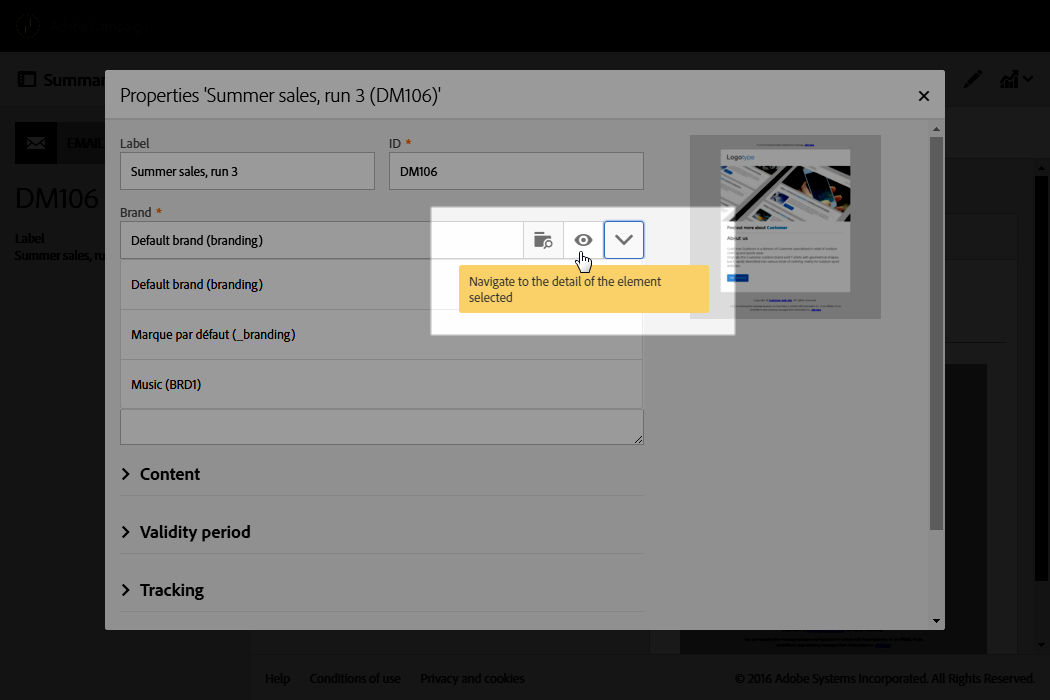 Summar
Properties 'Summer sales, run 3 (DM106)'
EMAIL
DM106
Label
Summer sales, ru
Label
ID *
Summer sales, run 3
DM106
Brand *
Default brand (branding)
Navigate to the detail of the element
selected
Default brand (branding)
Marque par défaut (_branding)
Music (BRD1)
Content
Validity period
Tracking
Logotype
Find out more about Customer
About us
Help
Conditions of use
Privacy and cookies
© 2016 Adobe Systems Incorporated. All Rights Reserved.